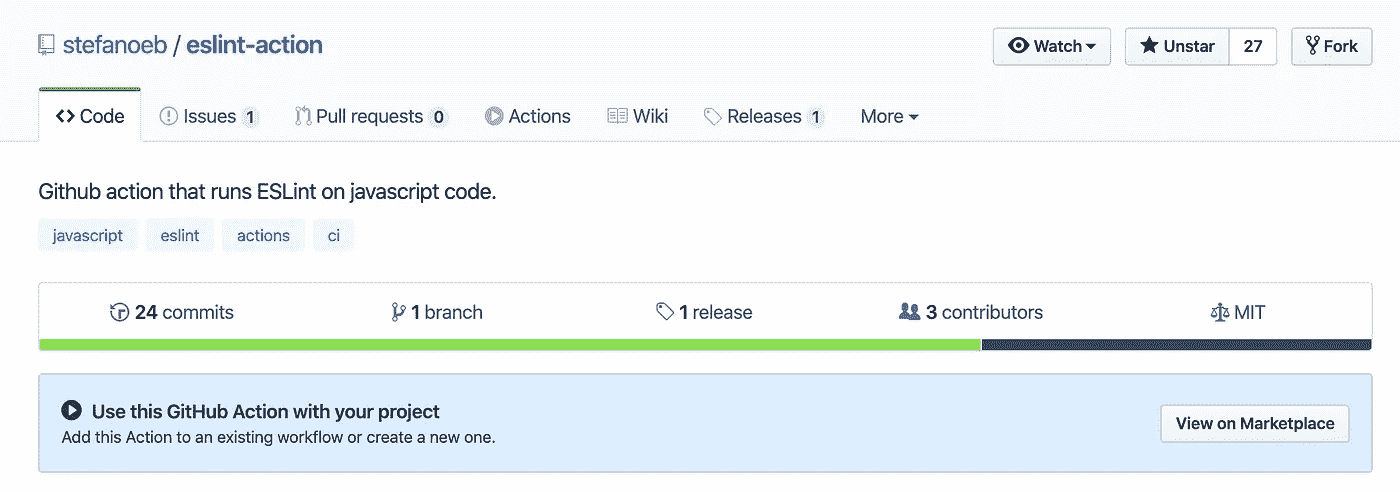 stefanoeb / eslint-action
Watch
Unstar 27
Fork
Code
Issues 1
Pull requests 0
Actions
Wiki
Releases 1
More
Github action that runs ESLint on javascript code.
javascript eslint actions ci
24 commits
1 branch
1 release
3 contributors
MIT
Use this GitHub Action with your project
Add this Action to an existing workflow or create a new one.
View on Marketplace